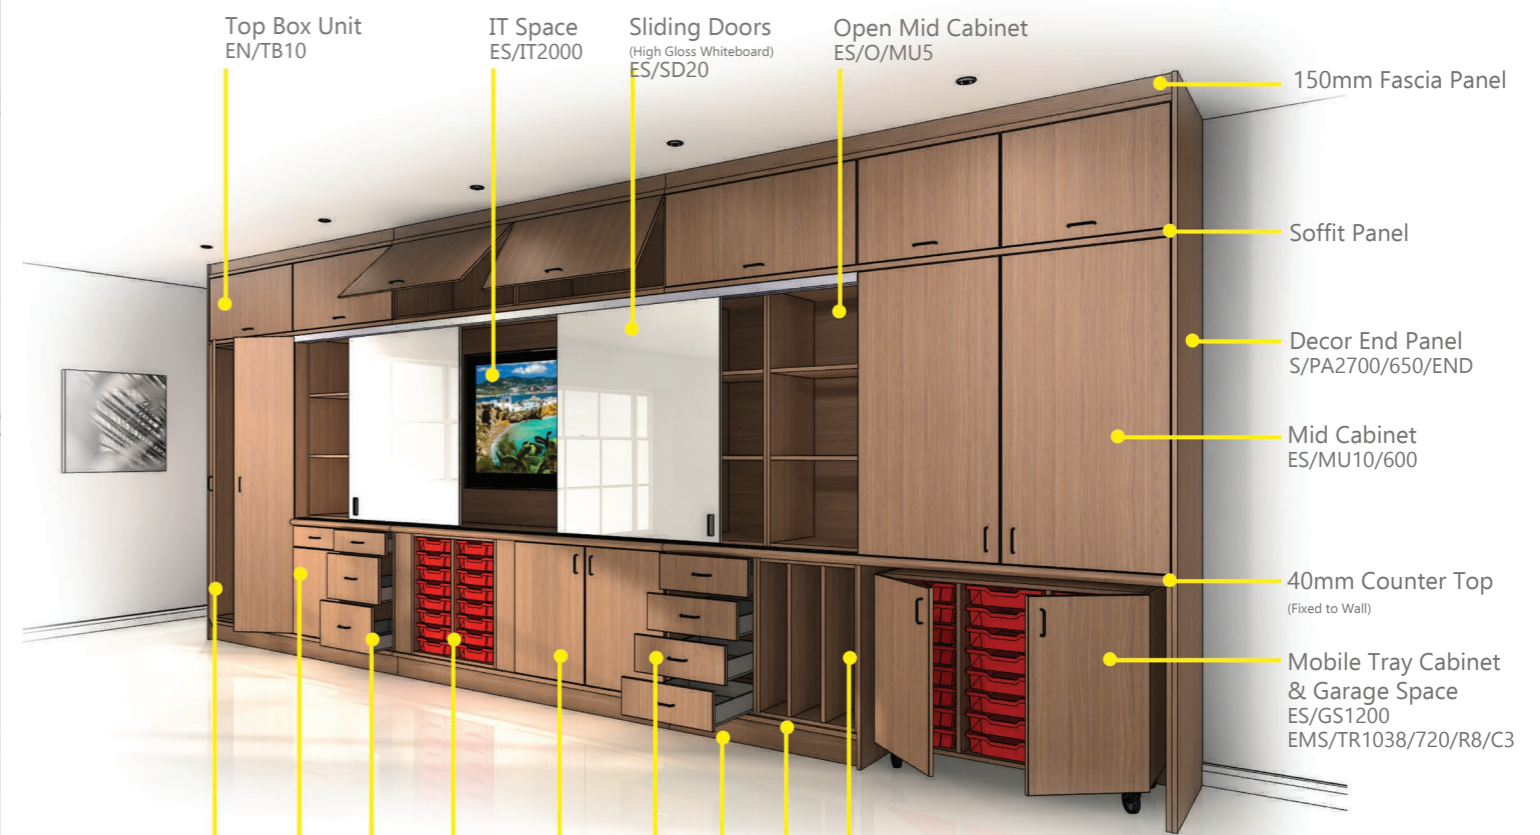 Top Box Unit
EN/TB10
IT Space
ES/IT2000
Sliding Doors
(High Gloss Whiteboard)
ES/SD20
Open Mid Cabinet
ES/O/MU5
150mm Fascia Panel
Soffit Panel
Decor End Panel
S/PA2700/650/END
Mid Cabinet
ES/MU10/600
40mm Counter Top
(Fixed to Wall)
Mobile Tray Cabinet
& Garage Space
ES/GS1200
EMS/TR1038/720/R8/C3